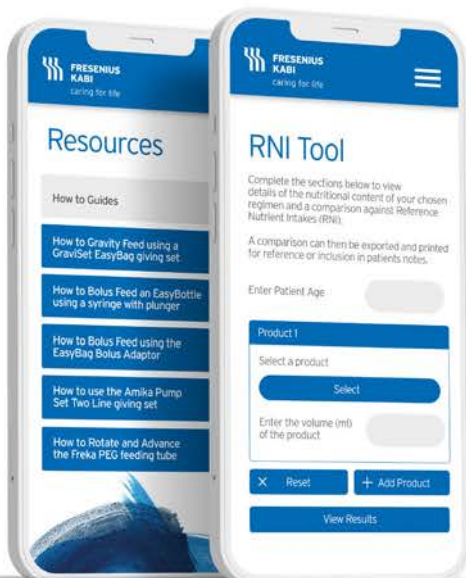 FRESENIUS
KABI
caring for life
Resources
How to Guides
How to Gravity Feed using a
GraviSet EasyBag giving set
How to Bolus Feed an EasyBottle
using a syringe with plunger
How to Bolus Feed using the
EasyBag Bolus Adaptor
How to use the Amika Pump
Set Two Line giving set
How to Rotate and Advance
the Freka PEG feeding tube
FRESENIUS
KABI
caring for life
RNI Tool
Complete the sections below to view
details of the nutritional content of your chosen
regimen and a comparison against Reference
Nutrient Intakes (RNI).
A comparison can then be exported and printed
for reference or inclusion in patients notes.
Enter Patient Age
Product 1
Select a product
Select
Enter the volume (ml)
of the product
× Reset
+ Add Product
View Results